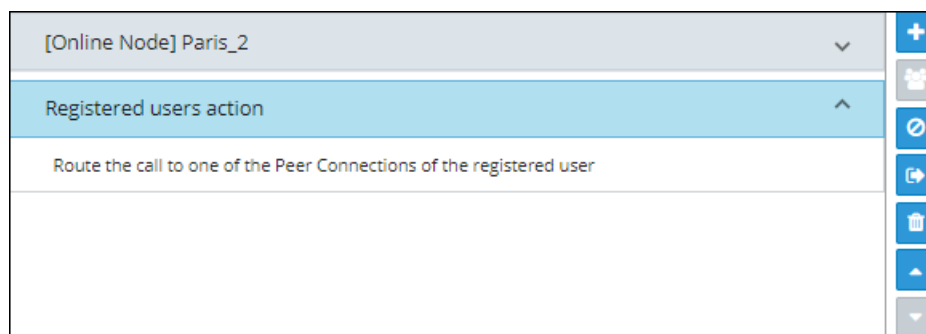 [Online Node] Paris_2
Registered users action
Route the call to one of the Peer Connections of the registered user